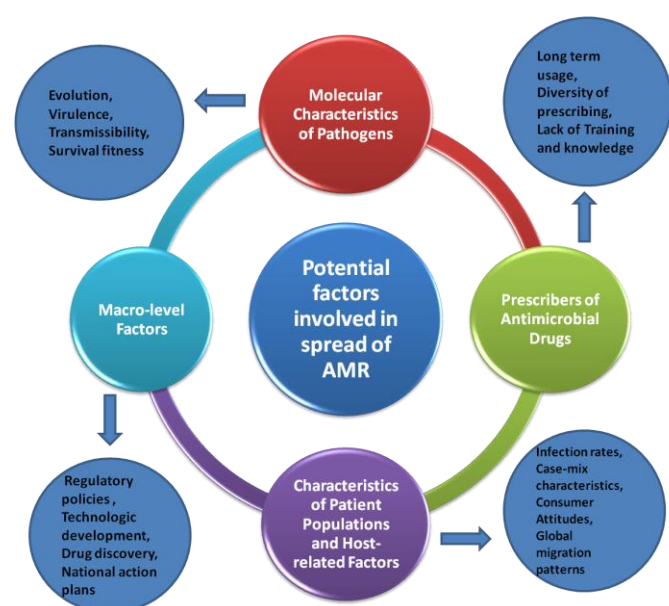 Molecular
Characteristics
of Pathogens
Evolution,
Virulence,
Transmissibility,
Survival fitness
Long term
usage,
Diversity of
prescribing,
Lack of Training
and knowledge
Potential
factors
involved in
spread of
AMR
Macro-level
Factors
Prescribers of
Antimicrobial
Drugs
Regulatory
policies ,
Technologic
development,
Drug discovery,
National action
plans
Characteristics
of Patient
Populations
and Host-
related Factors
Infection rates,
Case-mix
characteristics,
Consumer
Attitudes,
Global
migration
patterns